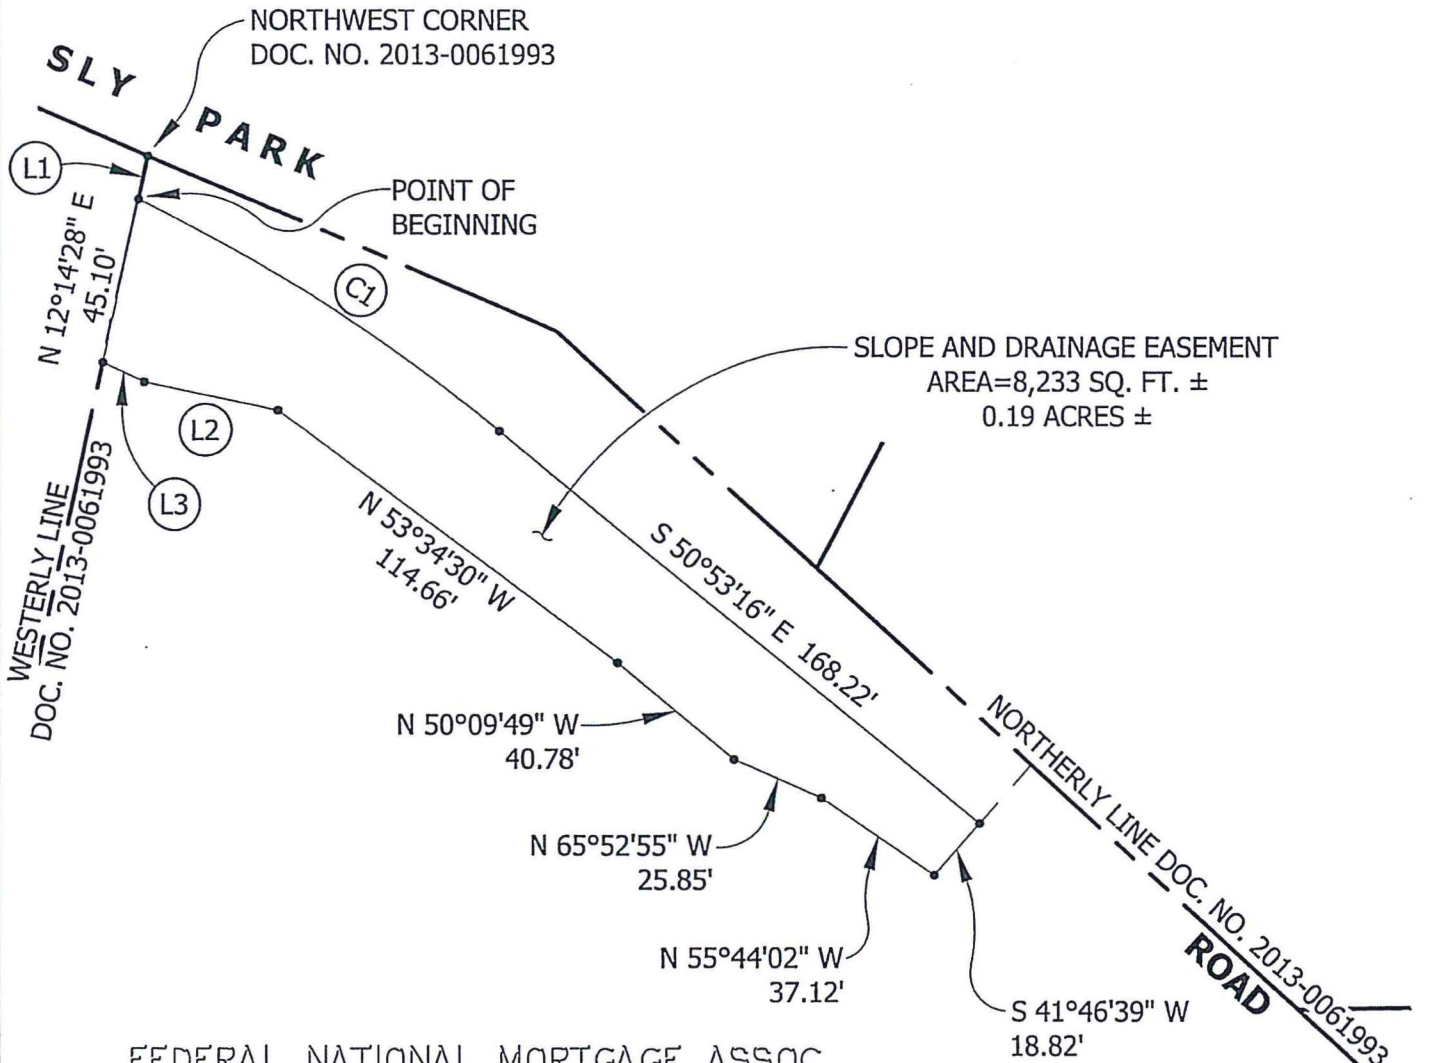 NORTHWEST CORNER
DOC. NO. 2013-0061993
SLY PARK
L1
POINT OF
BEGINNING
N 12°14'28" E
45.10'
C1
SLOPE AND DRAINAGE EASEMENT
AREA=8,233 SQ. FT. ±
0.19 ACRES ±
L2
L3
WESTERLY LINE
DOC. NO. 2013-0061993
N 53°34'30" W
114.66'
S 50°53'16" E 168.22'
N 50°09'49" W
40.78'
NORTHERLY LINE DOC. NO. 2013-0061993
ROAD
N 65°52'55" W
25.85'
N 55°44'02" W
37.12'
S 41°46'39" W
18.82'
FEDERAL NATIONAL MORTGAGE ASSOC